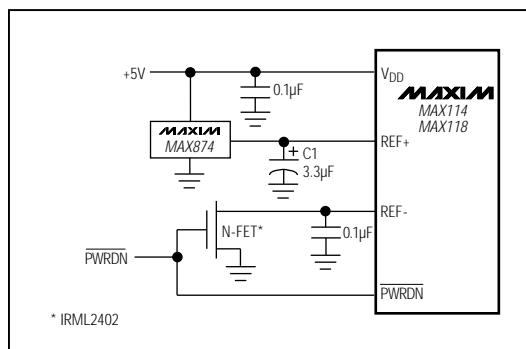 +5V
0.1µF
VDD
MAXIM
MAX114
MAX118
MAXIM
MAX874
REF+
+
C1
3.3µF
REF-
N-FET*
0.1µF
PWRDN
PWRDN
* IRML2402